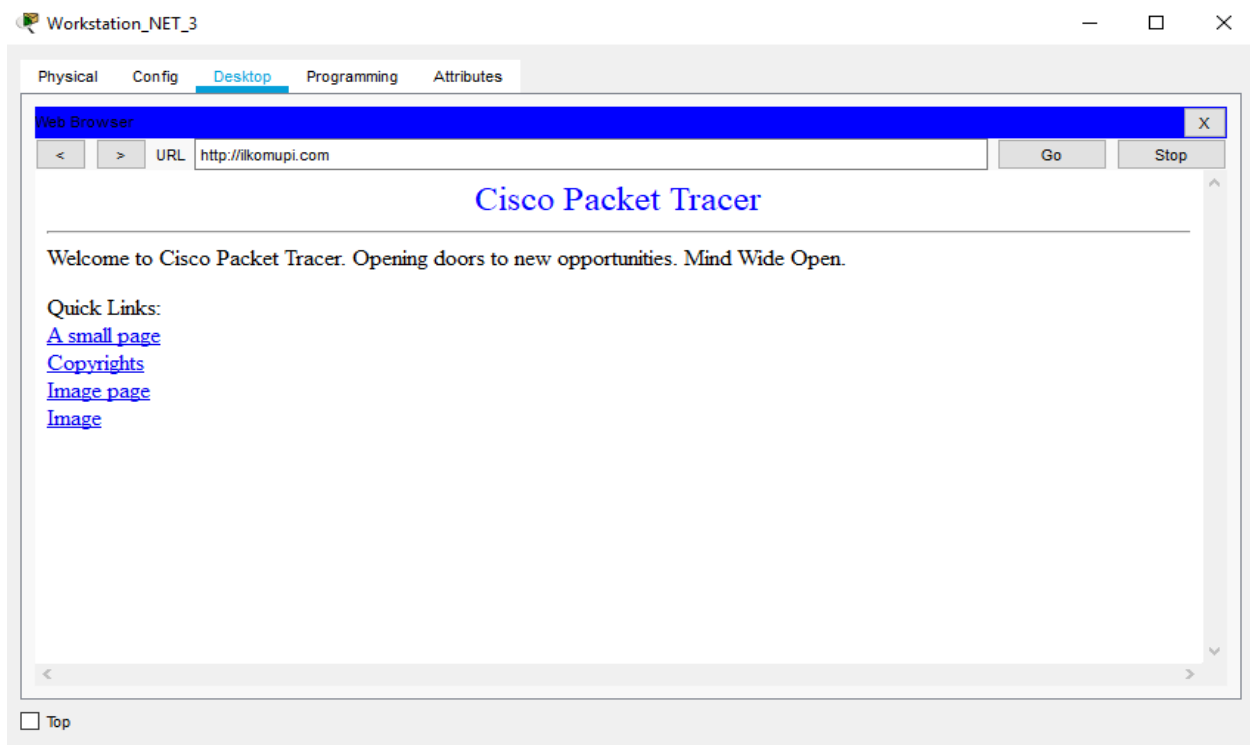 Workstation_NET_3
Physical Config Desktop Programming Attributes
Web Browser X
< > URL http://ilkomupi.com Go Stop
Cisco Packet Tracer
Welcome to Cisco Packet Tracer. Opening doors to new opportunities. Mind Wide Open.
Quick Links:
A small page
Copyrights
Image page
Image
Top